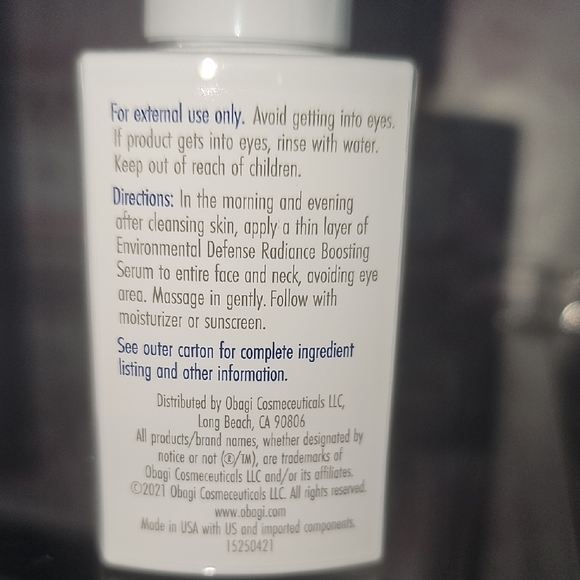 For external use only. Avoid getting into eyes.
If product gets into eyes, rinse with water.
Keep out of reach of children.
Directions: In the morning and evening
after cleansing skin, apply a thin layer of
Environmental Defense Radiance Boosting
Serum to entire face and neck, avoiding eye
area. Massage in gently. Follow with
moisturizer or sunscreen.
See outer carton for complete ingredient
listing and other information.
Distributed by Obagi Cosmeceuticals LLC,
Long Beach, CA 90806
All products/brand names, whether designated by
notice or not (®/TM), are trademarks of
Obagi Cosmeceuticals LLC and/or its affiliates.
©2021 Obagi Cosmeceuticals LLC. All rights reserved.
www.obagi.com
Made in USA with US and imported components.
15250421